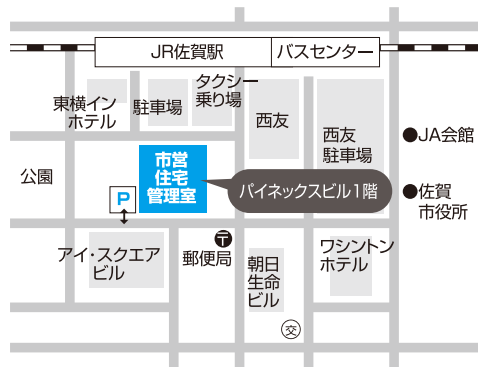 JR佐賀駅
バスセンター
東横イン
ホテル
駐車場
タクシー
乗り場
西友
西友
駐車場
●JA会館
公園
市営
住宅
管理室
パイネックスビル1階
●佐賀
市役所
P
アイ・スクエア
ビル
〒
郵便局
朝日
生命
ビル
ワシントン
ホテル
交